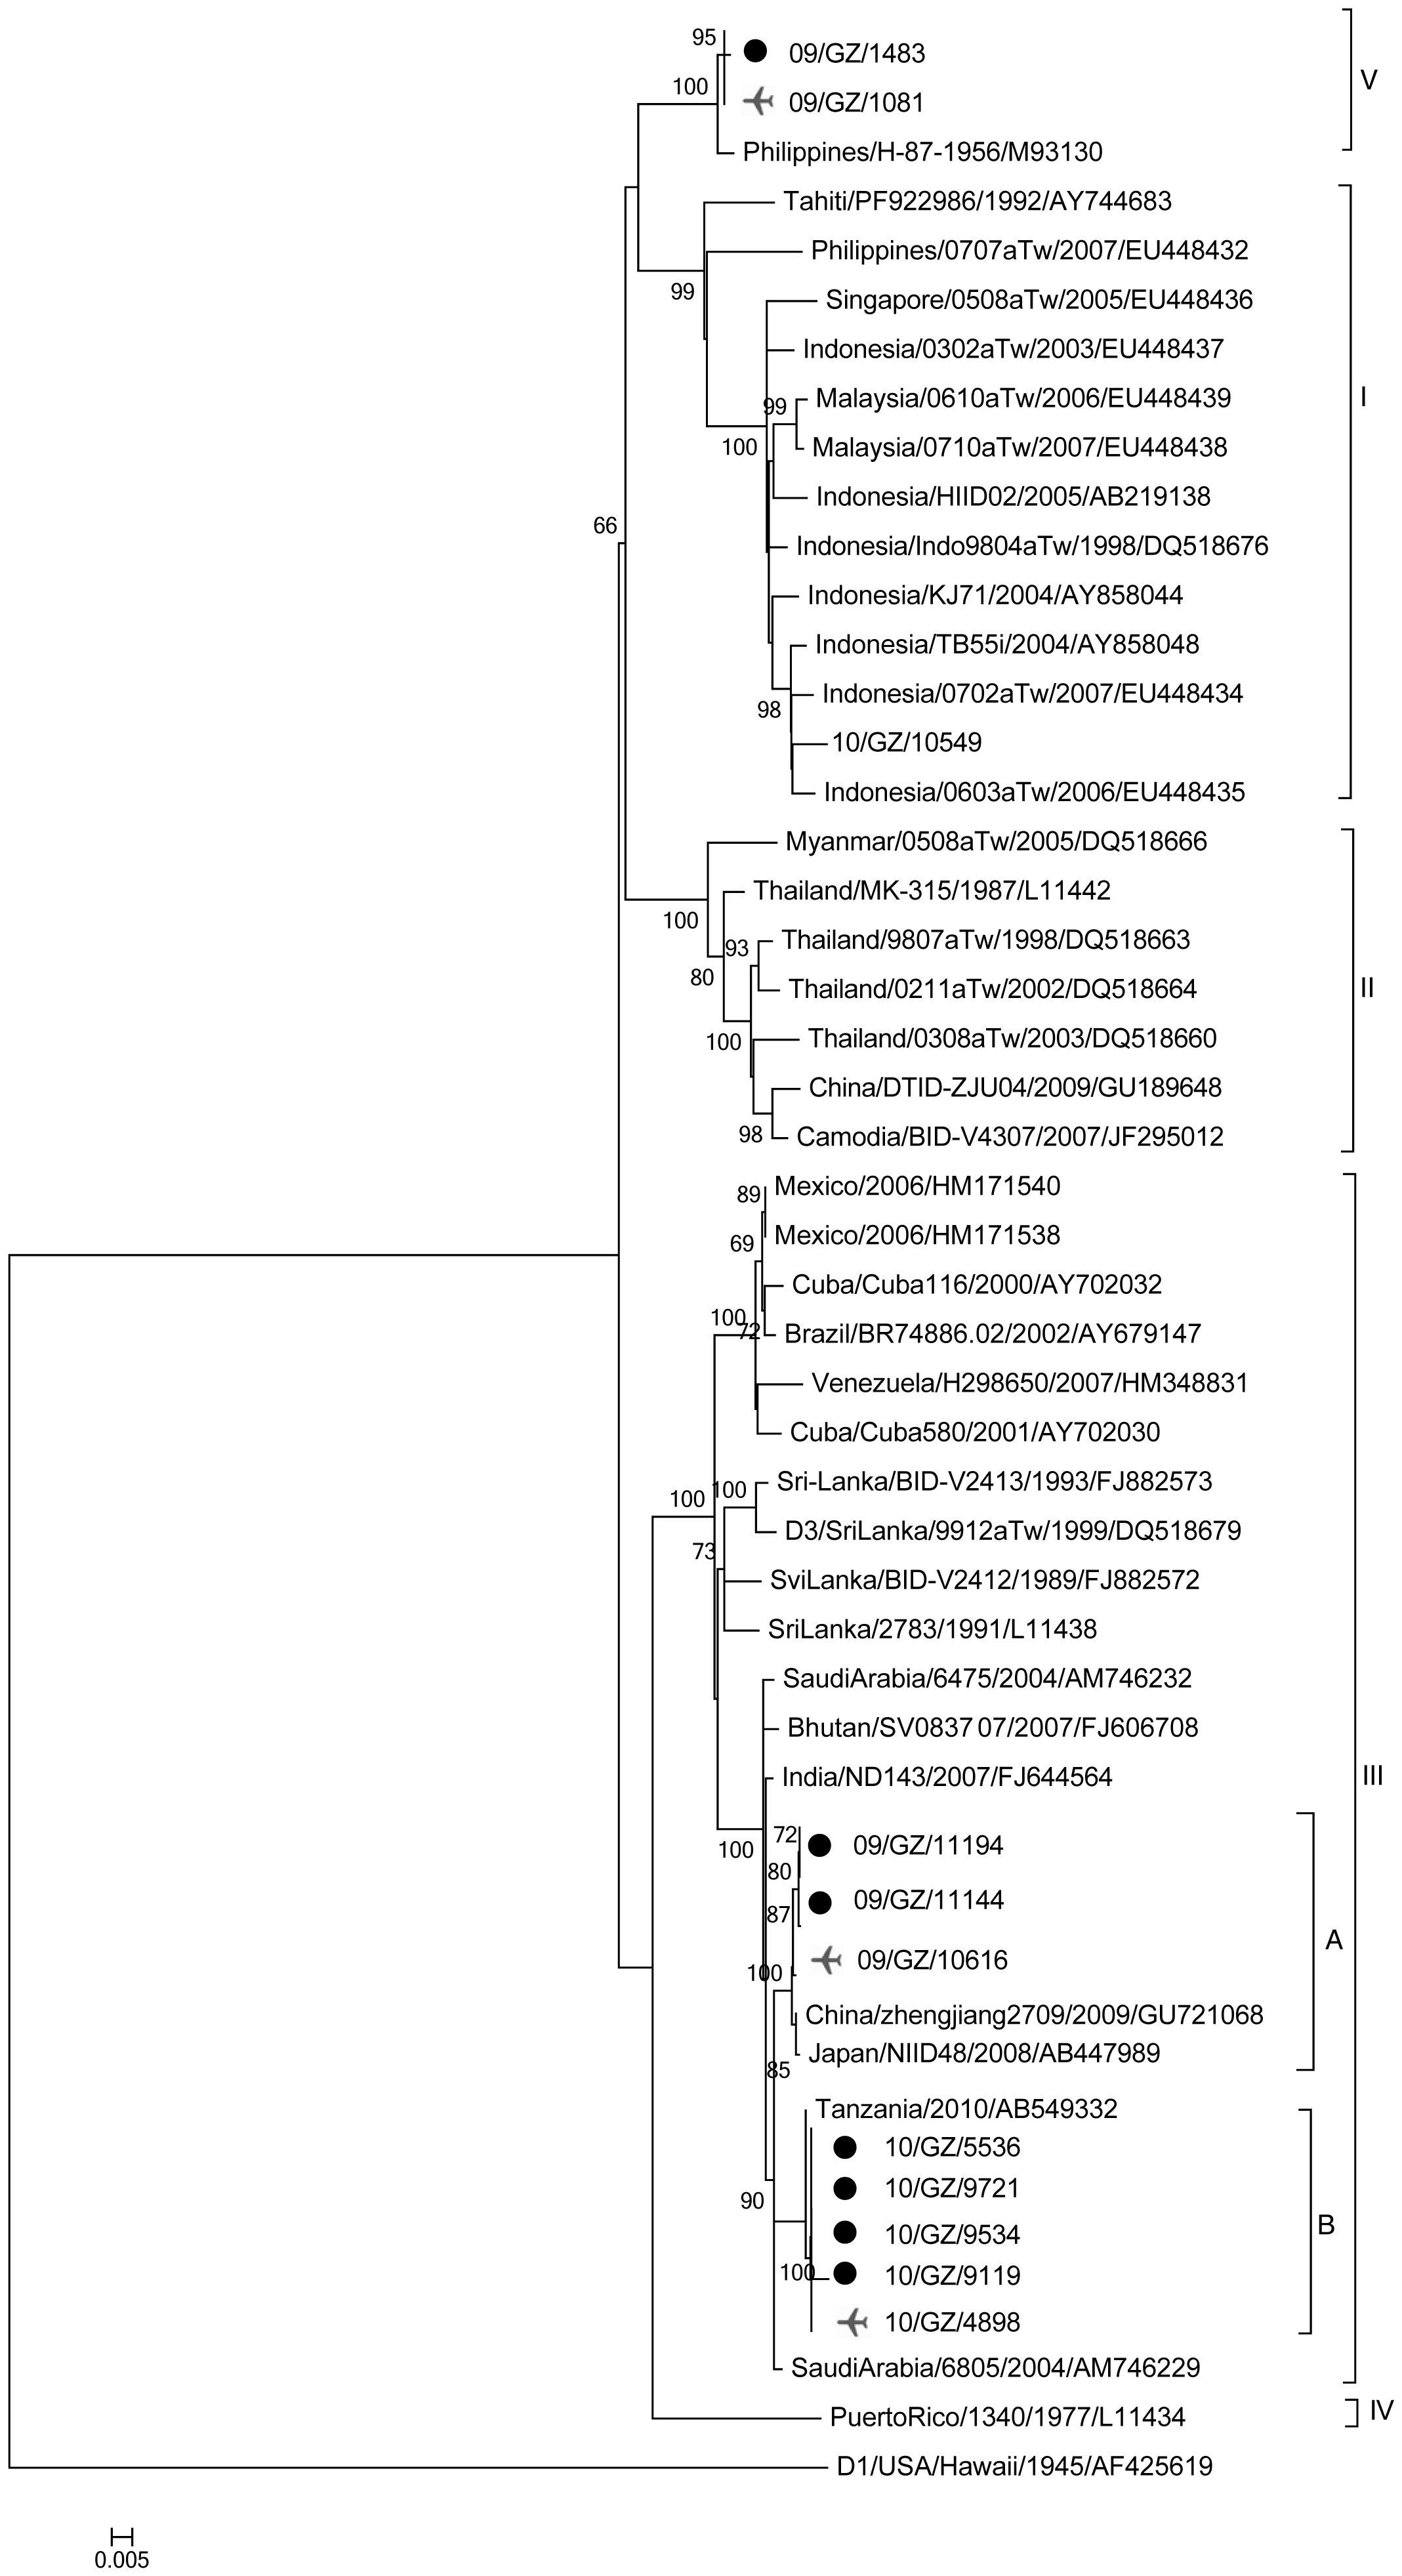 95
09/GZ/1483
V
100
09/GZ/1081
Philippines/H-87-1956/M93130
Tahiti/PF922986/1992/AY744683
Philippines/0707aTw/2007/EU448432
99
Singapore/0508aTw/2005/EU448436
Indonesia/0302aTw/2003/EU448437
I
99
Malaysia/0610aTw/2006/EU448439
100
Malaysia/0710aTw/2007/EU448438
Indonesia/HIID02/2005/AB219138
66
Indonesia/Indo9804aTw/1998/DQ518676
Indonesia/KJ71/2004/AY858044
Indonesia/TB55i/2004/AY858048
Indonesia/0702aTw/2007/EU448434
98
10/GZ/10549
Indonesia/0603aTw/2006/EU448435
Myanmar/0508aTw/2005/DQ518666
Thailand/MK-315/1987/L11442
100
93
Thailand/9807aTw/1998/DQ518663
80
Thailand/0211aTw/2002/DQ518664
II
100
Thailand/0308aTw/2003/DQ518660
China/DTID-ZJU04/2009/GU189648
98
Camodia/BID-V4307/2007/JF295012
89
Mexico/2006/HM171540
69
Mexico/2006/HM171538
Cuba/Cuba116/2000/AY702032
100
72
Brazil/BR74886.02/2002/AY679147
Venezuela/H298650/2007/HM348831
Cuba/Cuba580/2001/AY702030
100
100
Sri-Lanka/BID-V2413/1993/FJ882573
D3/SriLanka/9912aTw/1999/DQ518679
73
SviLanka/BID-V2412/1989/FJ882572
SriLanka/2783/1991/L11438
SaudiArabia/6475/2004/AM746232
Bhutan/SV0837 07/2007/FJ606708
India/ND143/2007/FJ644564
III
72
09/GZ/11194
100
80
09/GZ/11144
87
A
09/GZ/10616
100
China/zhengjiang2709/2009/GU721068
Japan/NIID48/2008/AB447989
85
Tanzania/2010/AB549332
10/GZ/5536
10/GZ/9721
90
B
10/GZ/9534
100
10/GZ/9119
10/GZ/4898
SaudiArabia/6805/2004/AM746229
PuertoRico/1340/1977/L11434
IV
D1/USA/Hawaii/1945/AF425619
0.005